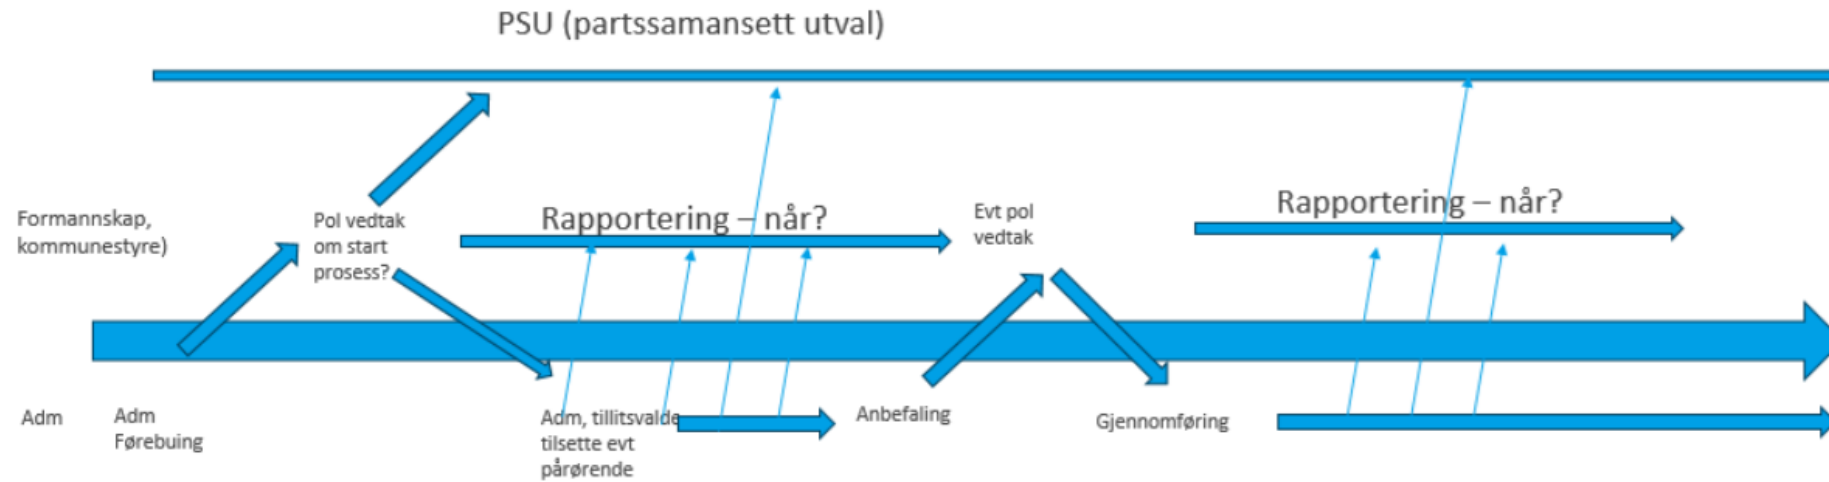 PSU (partssamansett utval)
Formannskap,
kommunestyre)
Pol vedtak
om start
prosess?
Rapportering – når?
Evt pol
vedtak
Rapportering – når?
Adm
Adm
Førebuing
Adm, tillitsvalde
tilsette evt
pårørende
Anbefaling
Gjennomføring